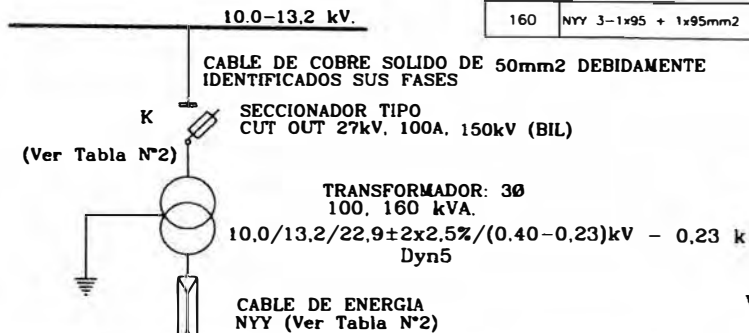 10.0-13,2 kV.
160 NYY 3-1x95 + 1x95mm2
CABLE DE COBRE SOLIDO DE 50mm2 DEBIDAMENTE
IDENTIFICADOS SUS FASES
K
SECCIONADOR TIPO
CUT OUT 27kV, 100A, 150kV (BIL)
(Ver Tabla N°2)
TRANSFORMADOR: 3Ø
100, 160 kVA.
10,0/13,2/22,9±2x2,5%/(0,40-0,23)kV - 0,23 k
Dyn5
CABLE DE ENERGIA
NYY (Ver Tabla N°2)